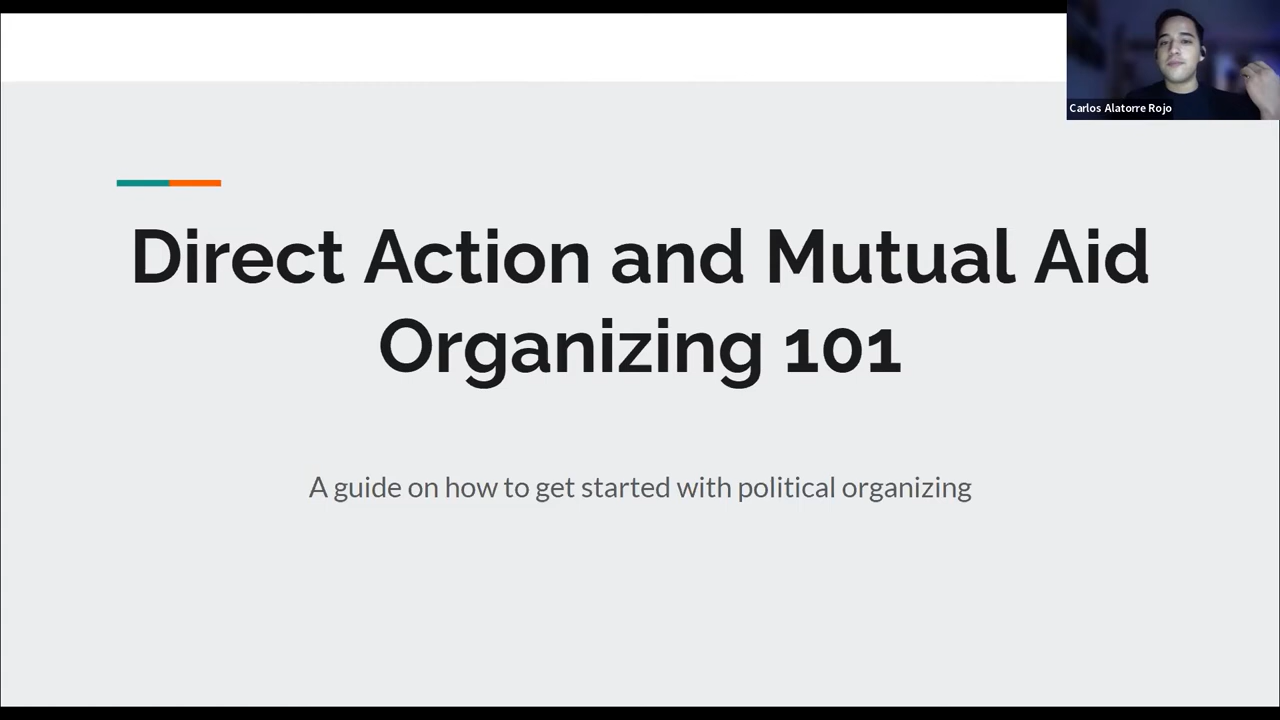 Carlos Alatorre Rojo
Direct Action and Mutual Aid
Organizing 101
A guide on how to get started with political organizing